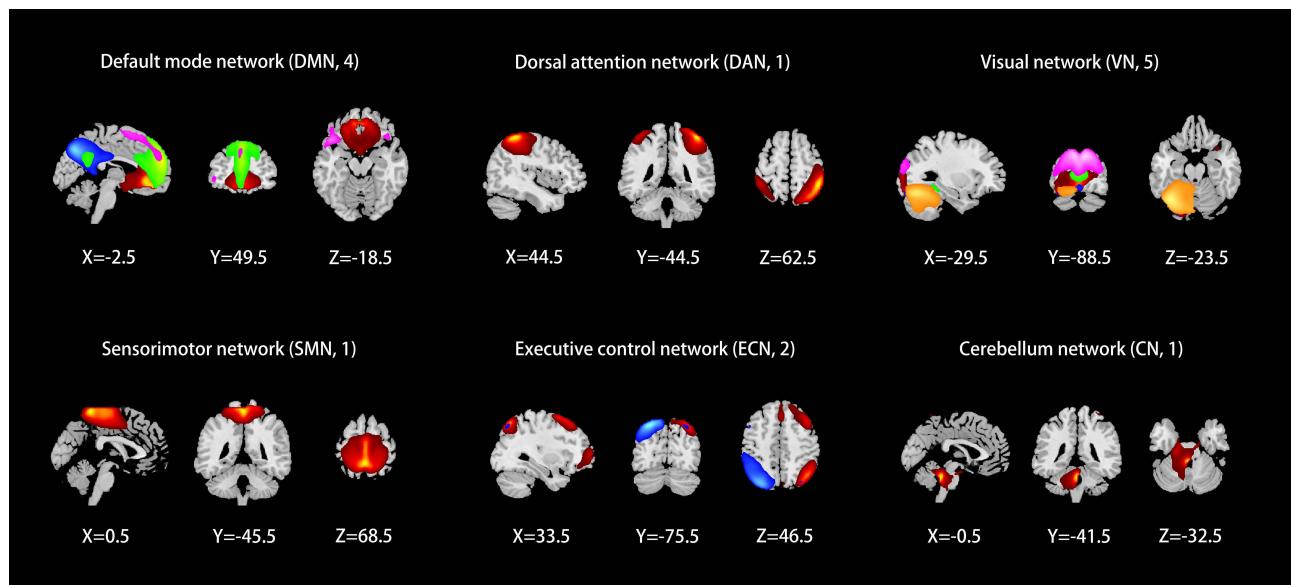 Default mode network (DMN, 4)
Dorsal attention network (DAN, 1)
Visual network (VN, 5)
X=-2.5 Y=49.5 Z=-18.5
X=44.5 Y=-44.5 Z=62.5
X=-29.5 Y=-88.5 Z=-23.5
Sensorimotor network (SMN, 1)
Executive control network (ECN, 2)
Cerebellum network (CN, 1)
X=0.5 Y=-45.5 Z=68.5
X=33.5 Y=-75.5 Z=46.5
X=-0.5 Y=-41.5 Z=-32.5